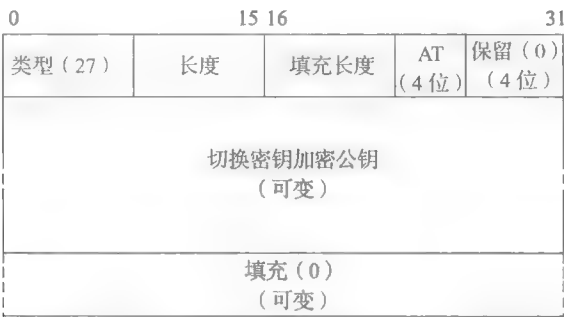 0 15 16 31
类型（27） 长度 填充长度 AT 保留（0）
（4位） （4位）
切换密钥加密公钥
（可变）
填充（0）
（可变）